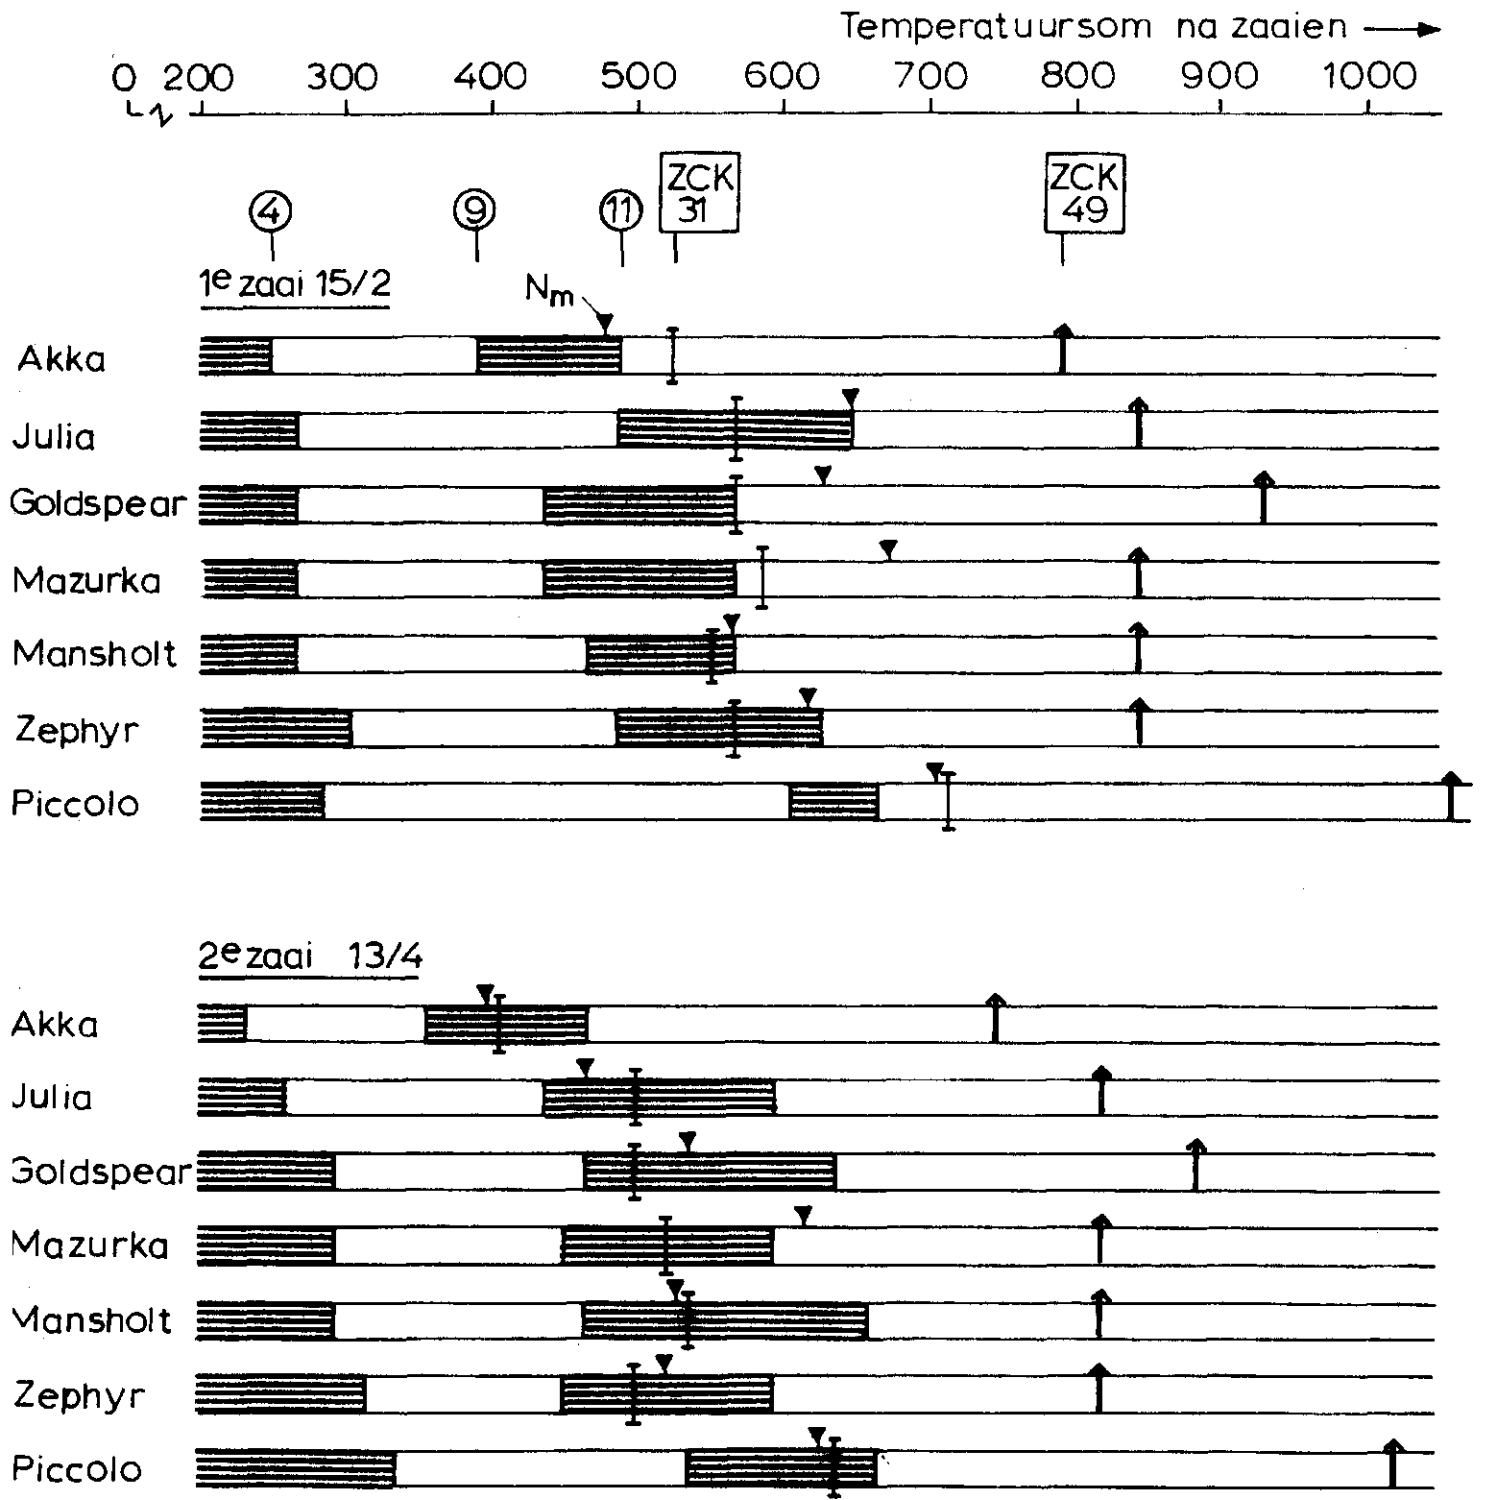 Temperatuursom na zaaien
0 200 300 400 500 600 700 800 900 1000
4 9 11 ZCK 31 ZCK 49
1e zaai 15/2
Nm
Akka
Julia
Goldspear
Mazurka
Mansholt
Zephyr
Piccolo
2e zaai 13/4
Akka
Julia
Goldspear
Mazurka
Mansholt
Zephyr
Piccolo